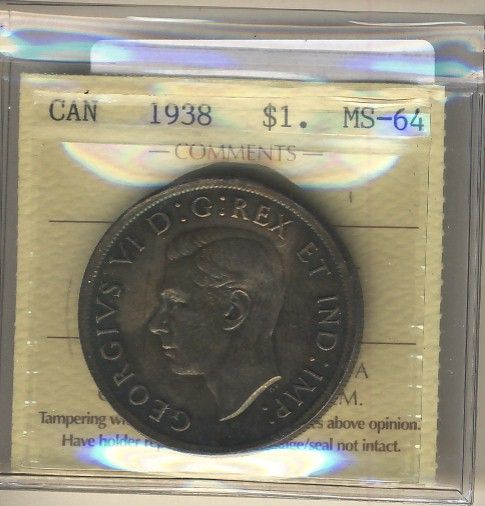 CAN 1938 $1. MS-64
COMMENTS
GEORGIVS VI D:G:REX ET IND:IMP:
A
M.
Tampering above opinion.
Have holder seal not intact.